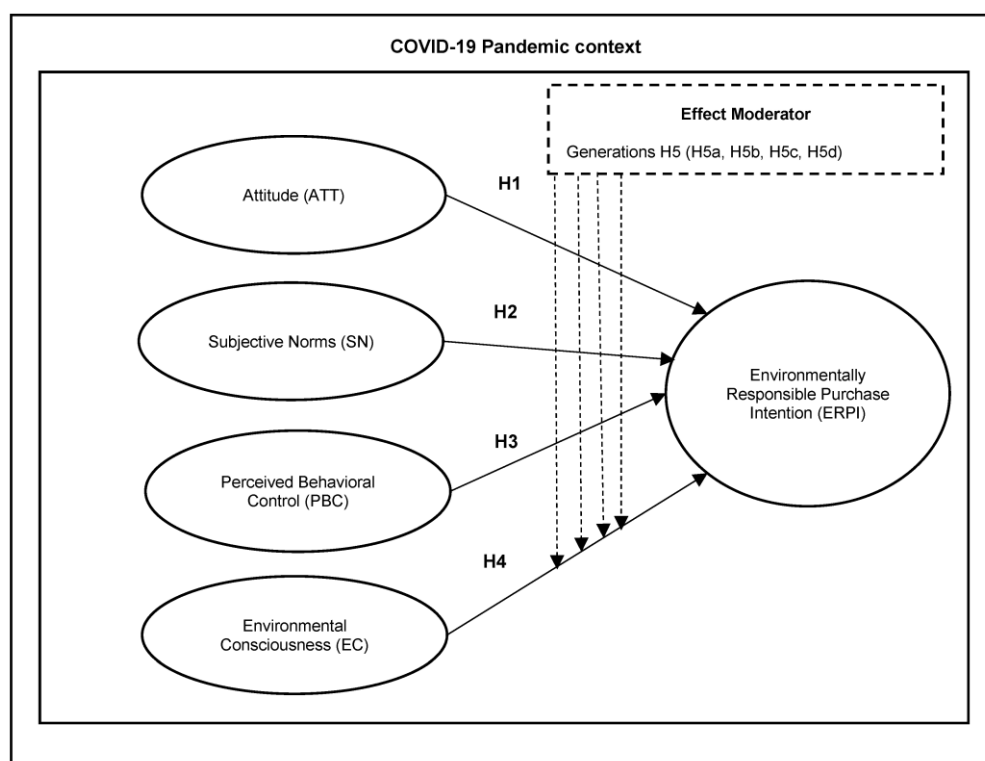 COVID-19 Pandemic context
Effect Moderator
Generations H5 (H5a, H5b, H5c, H5d)
H1
Attitude (ATT)
H2
Subjective Norms (SN)
Environmentally
Responsible Purchase
Intention (ERPI)
H3
Perceived Behavioral
Control (PBC)
H4
Environmental
Consciousness (EC)